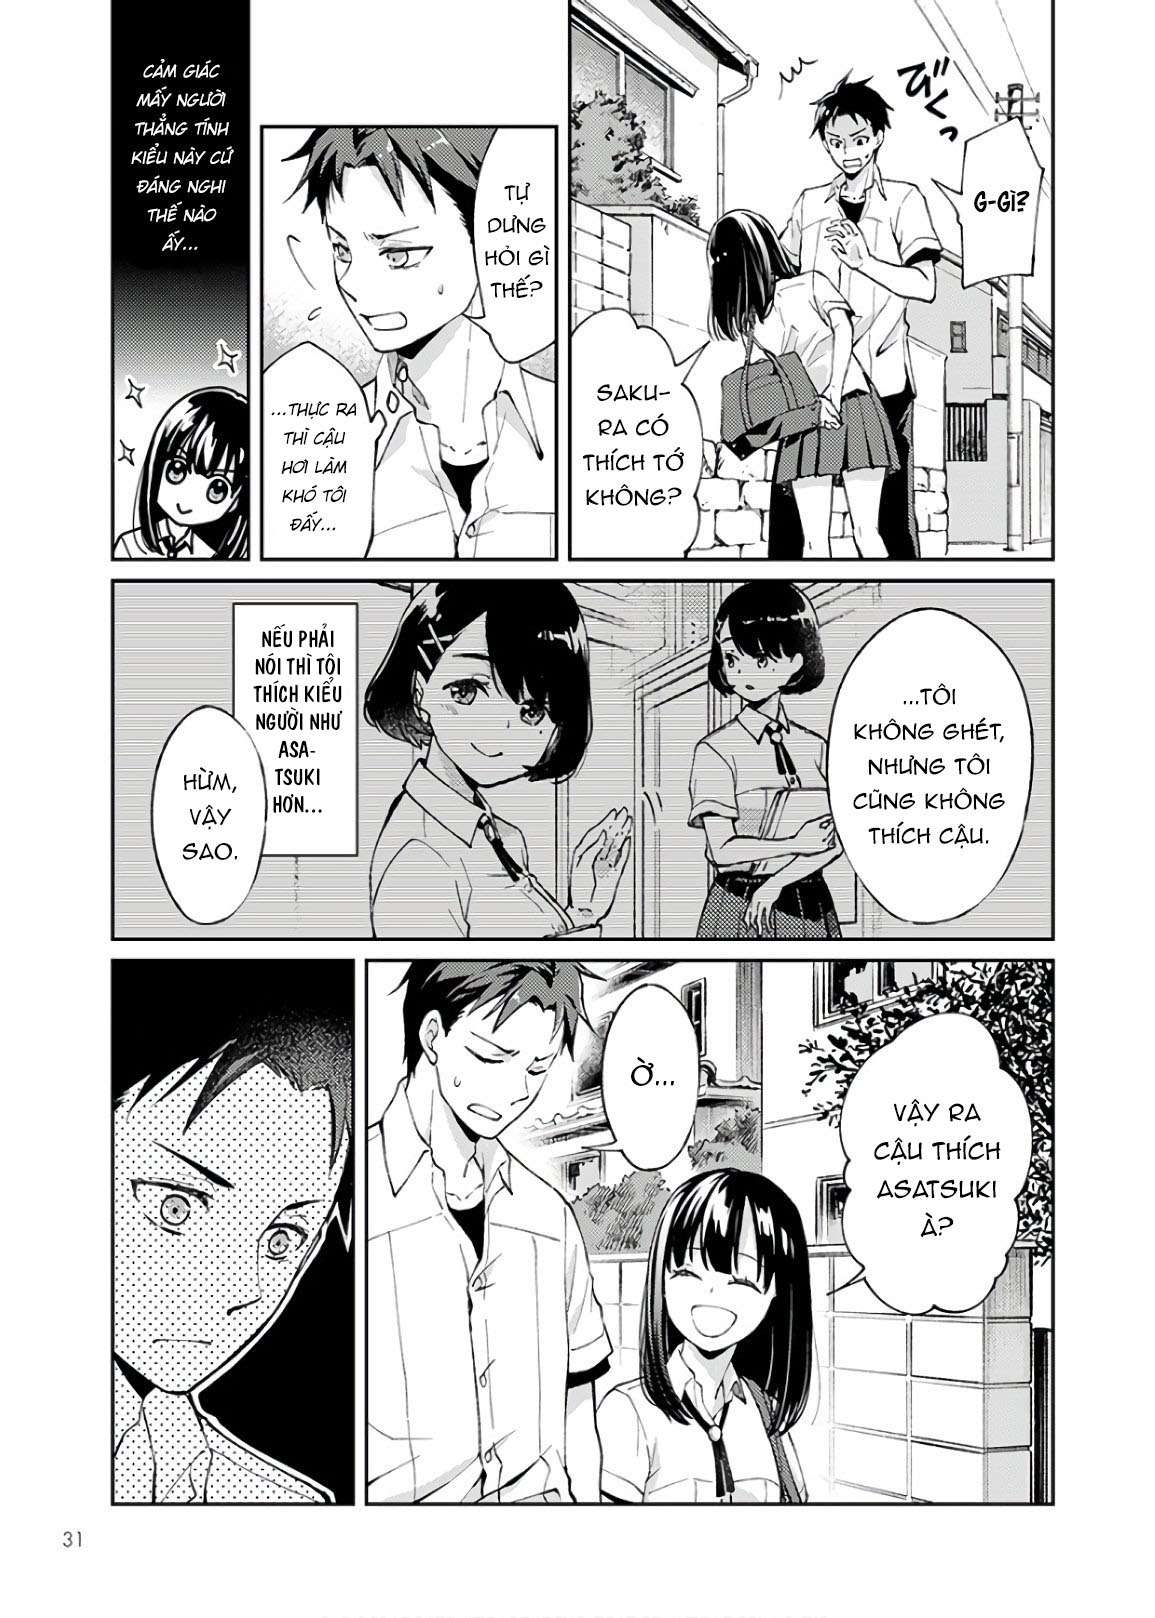 びくっ
G-GÌ?
SAKU-
RA CÓ
THÍCH TỚ
KHÔNG?
TỰ
DƯNG
HỎI GÌ
THẾ?
...THỰC RA
THÌ CẬU
HƠI LÀM
KHÓ TÔI
ĐẤY...
CẢM GIÁC
MẤY NGƯỜI
THẲNG TÍNH
KIỂU NÀY CỨ
ĐÁNG NGHI
THẾ NÀO
ẤY...
...TÔI
KHÔNG GHÉT,
NHƯNG TÔI
CŨNG KHÔNG
THÍCH CẬU.
NẾU PHẢI
NÓI THÌ TÔI
THÍCH KIỂU
NGƯỜI NHƯ
ASA-
TSUKI
HƠN...
HỪM,
VẬY
SAO.
VẬY RA
CẬU THÍCH
ASATSUKI
À?
Ờ...
31